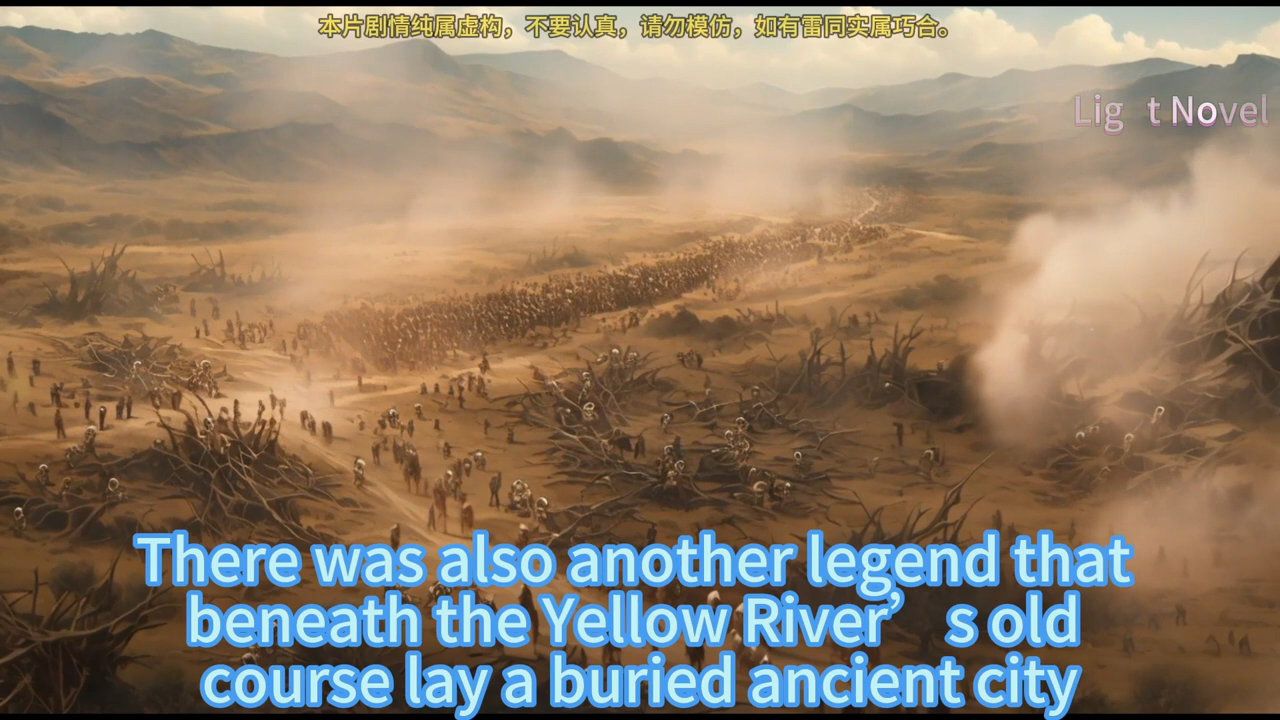 本片剧情纯属虚构，不要认真，请勿模仿，如有雷同实属巧合。
Lig t Novel
There was also another legend that
beneath the Yellow River’ s old
course lay a buried ancient city